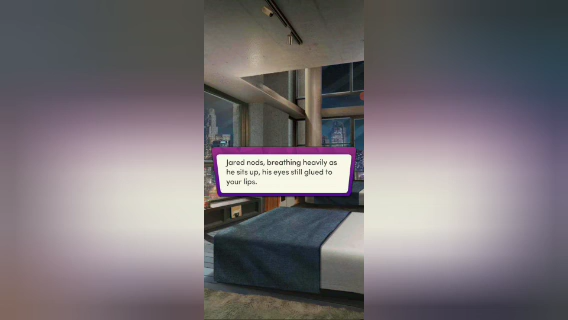 Jared nods, breathing heavily as
he sits up, his eyes still glued to
your lips.